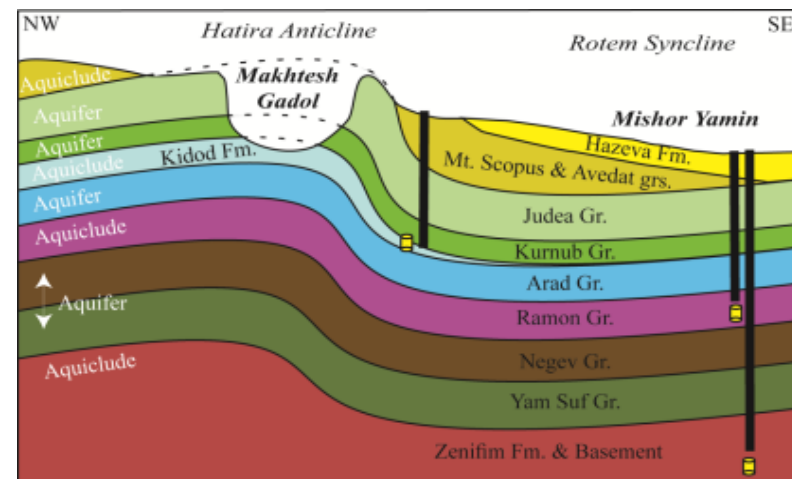 NW
SE
Hatira Anticline
Rotem Syncline
Makhtesh
Gadol
Mishor Yamin
Aquiclude
Aquifer
Aquifer
Aquiclude
Kidod Fm.
Aquifer
Aquiclude
Aquifer
Aquiclude
Hazeva Fm.
Mt. Scopus & Avedat grs.
Judea Gr.
Kurnub Gr.
Arad Gr.
Ramon Gr.
Negev Gr.
Yam Suf Gr.
Zenifim Fm. & Basement